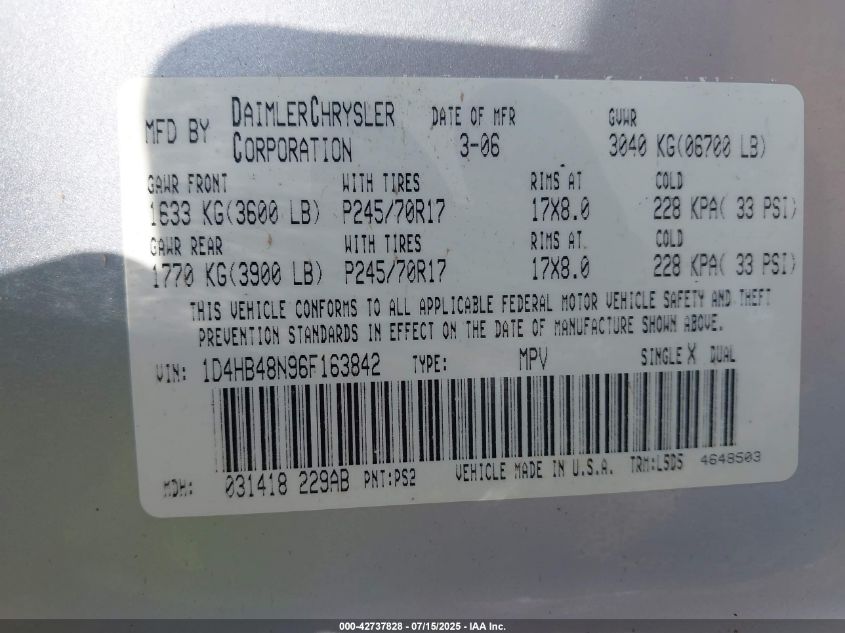 MFD BY DAIMLERCHRYSLER CORPORATION DATE OF MFR 3-06 GVWR 3040 KG(06700 LB)
GAWR FRONT WITH TIRES RIMS AT COLD
1633 KG(3600 LB) P245/70R17 17X8.0 228 KPA( 33 PSI)
GAWR REAR WITH TIRES RIMS AT COLD
1770 KG(3900 LB) P245/70R17 17X8.0 228 KPA( 33 PSI)
THIS VEHICLE CONFORMS TO ALL APPLICABLE FEDERAL MOTOR VEHICLE SAFETY AND THEFT
PREVENTION STANDARDS IN EFFECT ON THE DATE OF MANUFACTURE SHOWN ABOVE.
VIN: 1D4HB48N96F163842 TYPE: MPV SINGLE X DUAL
MDH: 031418 229AB PNT:PS2 VEHICLE MADE IN U.S.A. TRM:LSDS 4648503
000-42737828 - 07/15/2025 - IAA Inc.